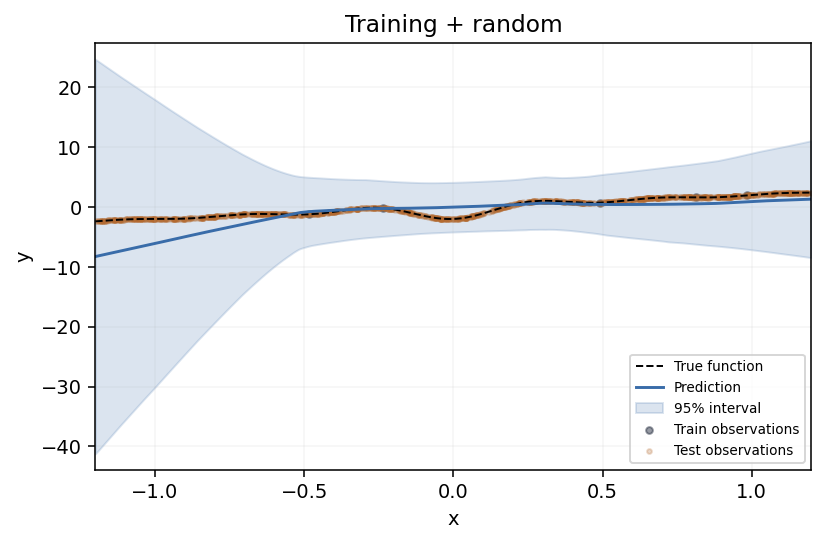 Training + random
20
10
0
−10
−20
−30
−40
y
−1.0
−0.5
0.0
0.5
1.0
x
True function
Prediction
95% interval
Train observations
Test observations